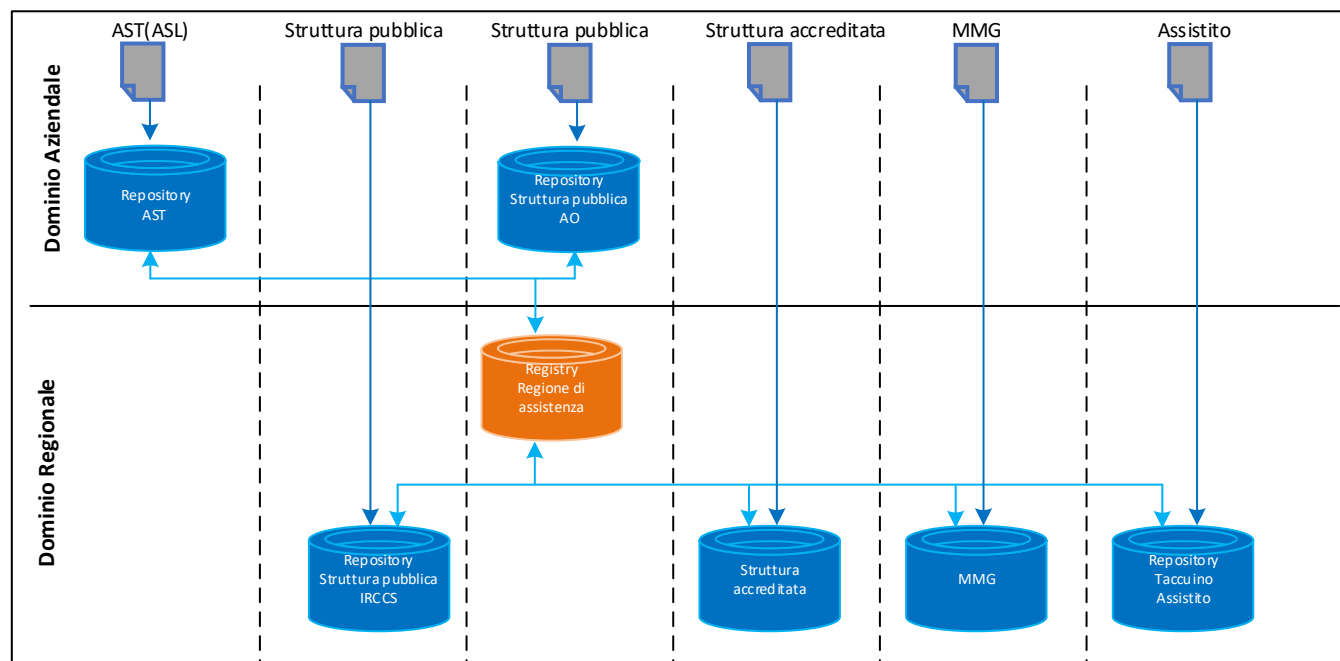 AST(ASL)
Struttura pubblica
Struttura pubblica
Struttura accreditata
MMG
Assistito
Dominio Aziendale
Repository
AST
Repository
Struttura pubblica
AO
Dominio Regionale
Registry
Regione di
assistenza
Repository
Struttura pubblica
IRCCS
Struttura
accreditata
MMG
Repository
Taccuino
Assistito